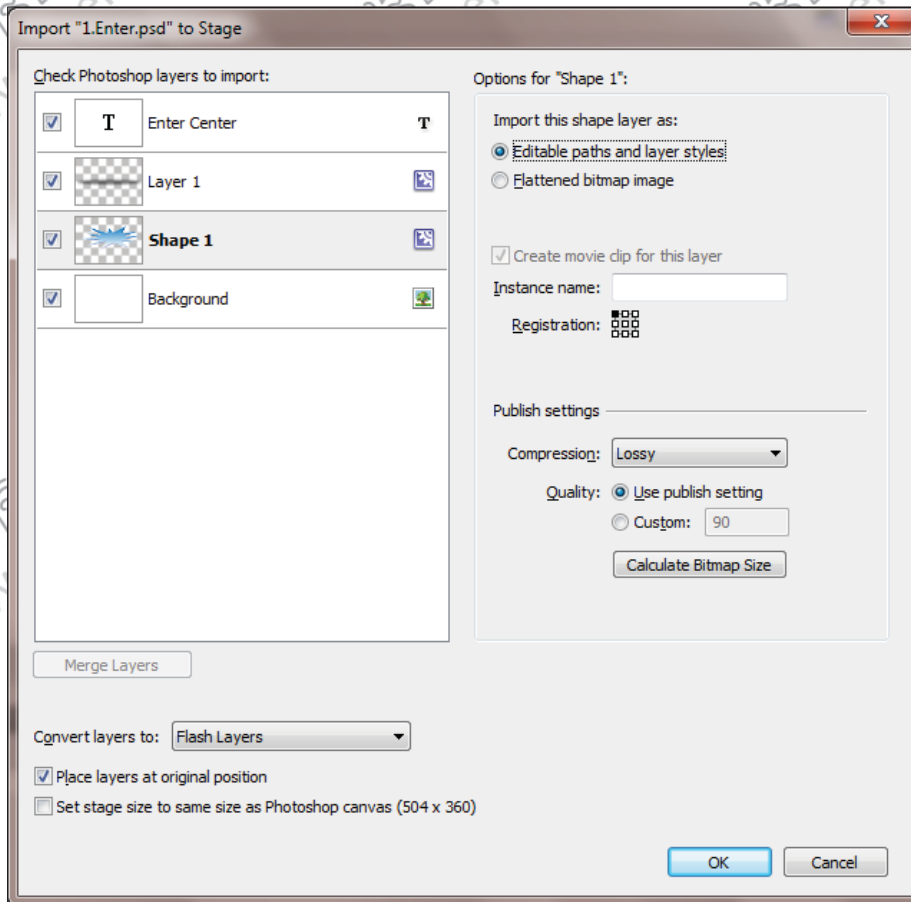 Import "1.Enter.psd" to Stage
Check Photoshop layers to import:
T Enter Center T
Layer 1
Shape 1
Background
Merge Layers
Convert layers to: Flash Layers
Place layers at original position
Set stage size to same size as Photoshop canvas (504 x 360)
Options for "Shape 1":
Import this shape layer as:
Editable paths and layer styles
Flattened bitmap image
Create movie clip for this layer
Instance name:
Registration:
Publish settings
Compression: Lossy
Quality: Use publish setting
Custom: 90
Calculate Bitmap Size
OK Cancel